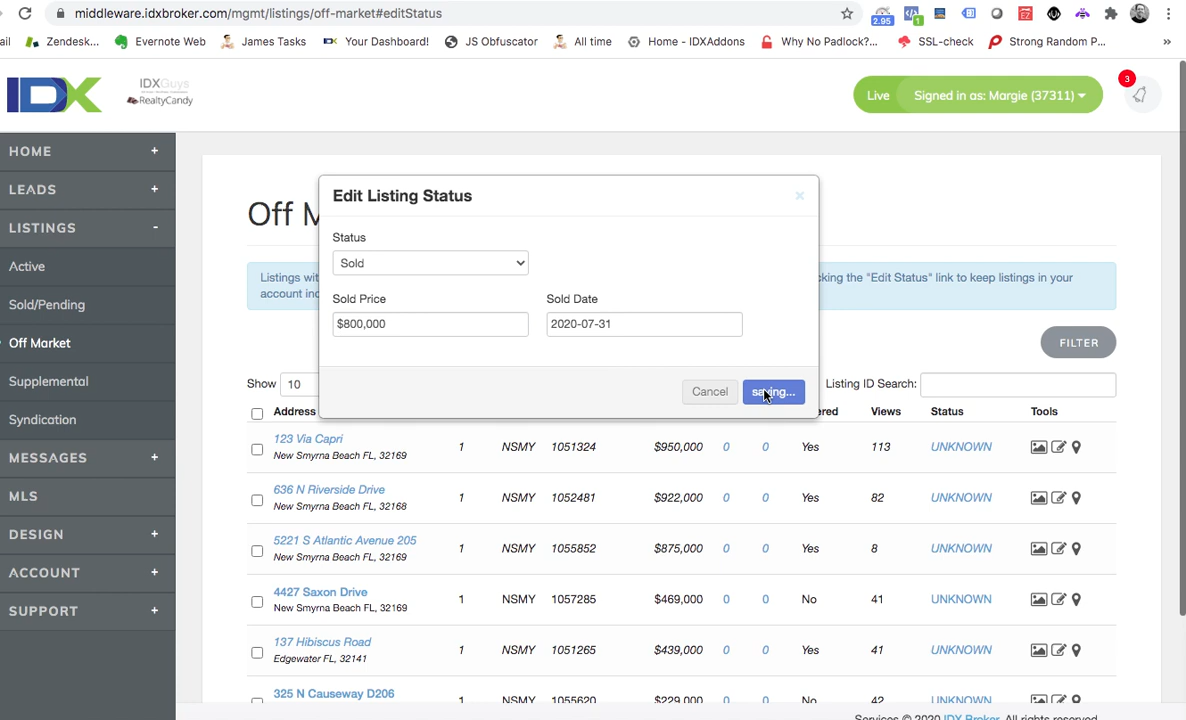 middleware.idxbroker.com/mgmt/listings/off-market#editStatus
2.95
1
EZ
ail
Zendesk...
Evernote Web
James Tasks
Your Dashboard!
JS Obfuscator
All time
Home - IDXAddons
Why No Padlock?...
SSL-check
Strong Random P...
»
IDX
IDXGuys
RealtyCandy
Live
Signed in as: Margie (37311)
3
HOME +
LEADS +
LISTINGS -
Active
Sold/Pending
Off Market
Supplemental
Syndication
MESSAGES +
MLS
DESIGN +
ACCOUNT +
SUPPORT +
Off M
Listings wit
cking the "Edit Status" link to keep listings in your
account in
Edit Listing Status
×
Status
Sold
Sold Price
Sold Date
$800,000
2020-07-31
Cancel
saving...
FILTER
Show 10
Listing ID Search:
Address
ered
Views
Status
Tools
123 Via Capri
New Smyrna Beach FL, 32169
1 NSMY 1051324 $950,000 0 0 Yes 113 UNKNOWN
636 N Riverside Drive
New Smyrna Beach FL, 32168
1 NSMY 1052481 $922,000 0 0 Yes 82 UNKNOWN
5221 S Atlantic Avenue 205
New Smyrna Beach FL, 32169
1 NSMY 1055852 $875,000 0 0 Yes 8 UNKNOWN
4427 Saxon Drive
New Smyrna Beach FL, 32169
1 NSMY 1057285 $469,000 0 0 No 41 UNKNOWN
137 Hibiscus Road
Edgewater FL, 32141
1 NSMY 1051265 $439,000 0 0 Yes 41 UNKNOWN
325 N Causeway D206
1 NSMY 1055620 $229,000 0 0 No 42 UNKNOWN
Services © 2020 IDX Broker. All rights reserved